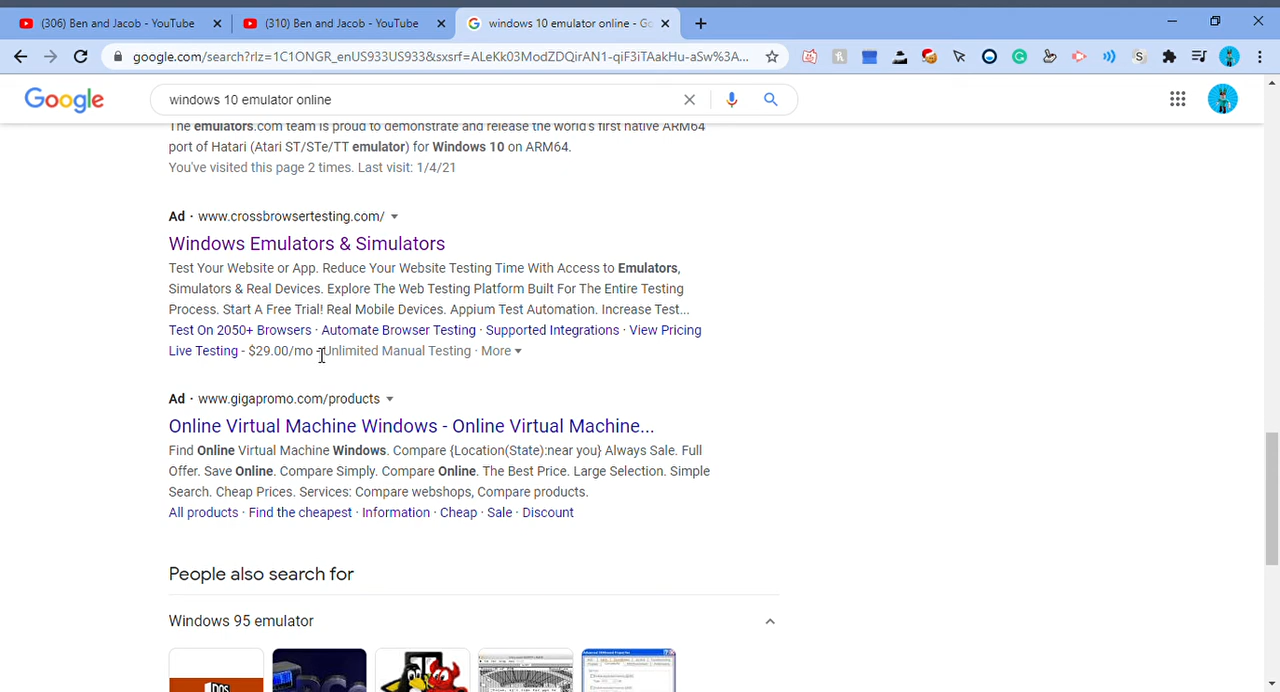 (306) Ben and Jacob - YouTube
(310) Ben and Jacob - YouTube
windows 10 emulator online - Go
google.com/search?rlz=1C1ONGR_enUS933US933&sxsrf=ALeKk03ModZDQirAN1-qiF3iTAakHu-aSw%3A...
Google
windows 10 emulator online
The emulators.com team is proud to demonstrate and release the world's first native ARM64
port of Hatari (Atari ST/STe/TT emulator) for Windows 10 on ARM64.
You've visited this page 2 times. Last visit: 1/4/21
Ad · www.crossbrowsertesting.com/
Windows Emulators & Simulators
Test Your Website or App. Reduce Your Website Testing Time With Access to Emulators,
Simulators & Real Devices. Explore The Web Testing Platform Built For The Entire Testing
Process. Start A Free Trial! Real Mobile Devices. Appium Test Automation. Increase Test...
Test On 2050+ Browsers · Automate Browser Testing · Supported Integrations · View Pricing
Live Testing - $29.00/mo - Unlimited Manual Testing · More
Ad · www.gigapromo.com/products
Online Virtual Machine Windows - Online Virtual Machine...
Find Online Virtual Machine Windows. Compare {Location(State):near you} Always Sale. Full
Offer. Save Online. Compare Simply. Compare Online. The Best Price. Large Selection. Simple
Search. Cheap Prices. Services: Compare webshops, Compare products.
All products · Find the cheapest · Information · Cheap · Sale · Discount
People also search for
Windows 95 emulator